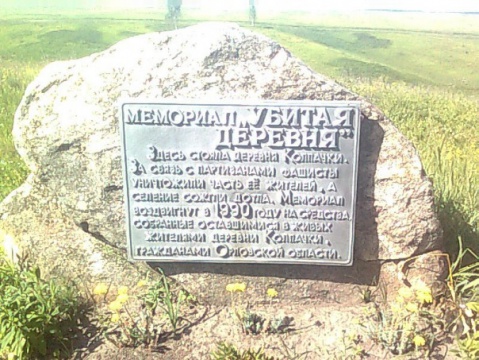 МЕМОРИАЛ „УБИТАЯ
ДЕРЕВНЯ"
ЗДЕСЬ СТОЯЛА ДЕРЕВНЯ КОЛПАЧКИ.
ЗА СВЯЗЬ С ПАРТИЗАНАМИ ФАШИСТЫ
УНИЧТОЖИЛИ ЧАСТЬ ЕЁ ЖИТЕЛЕЙ, А
СЕЛЕНИЕ СОЖГЛИ ДОТЛА. МЕМОРИАЛ
ВОЗДВИГНУТ В 1990 ГОДУ НА СРЕДСТВА,
СОБРАННЫЕ ОСТАВШИМИСЯ В ЖИВЫХ
ЖИТЕЛЯМИ ДЕРЕВНИ КОЛПАЧКИ,
ГРАЖДАНАМИ ОРЛОВСКОЙ ОБЛАСТИ.